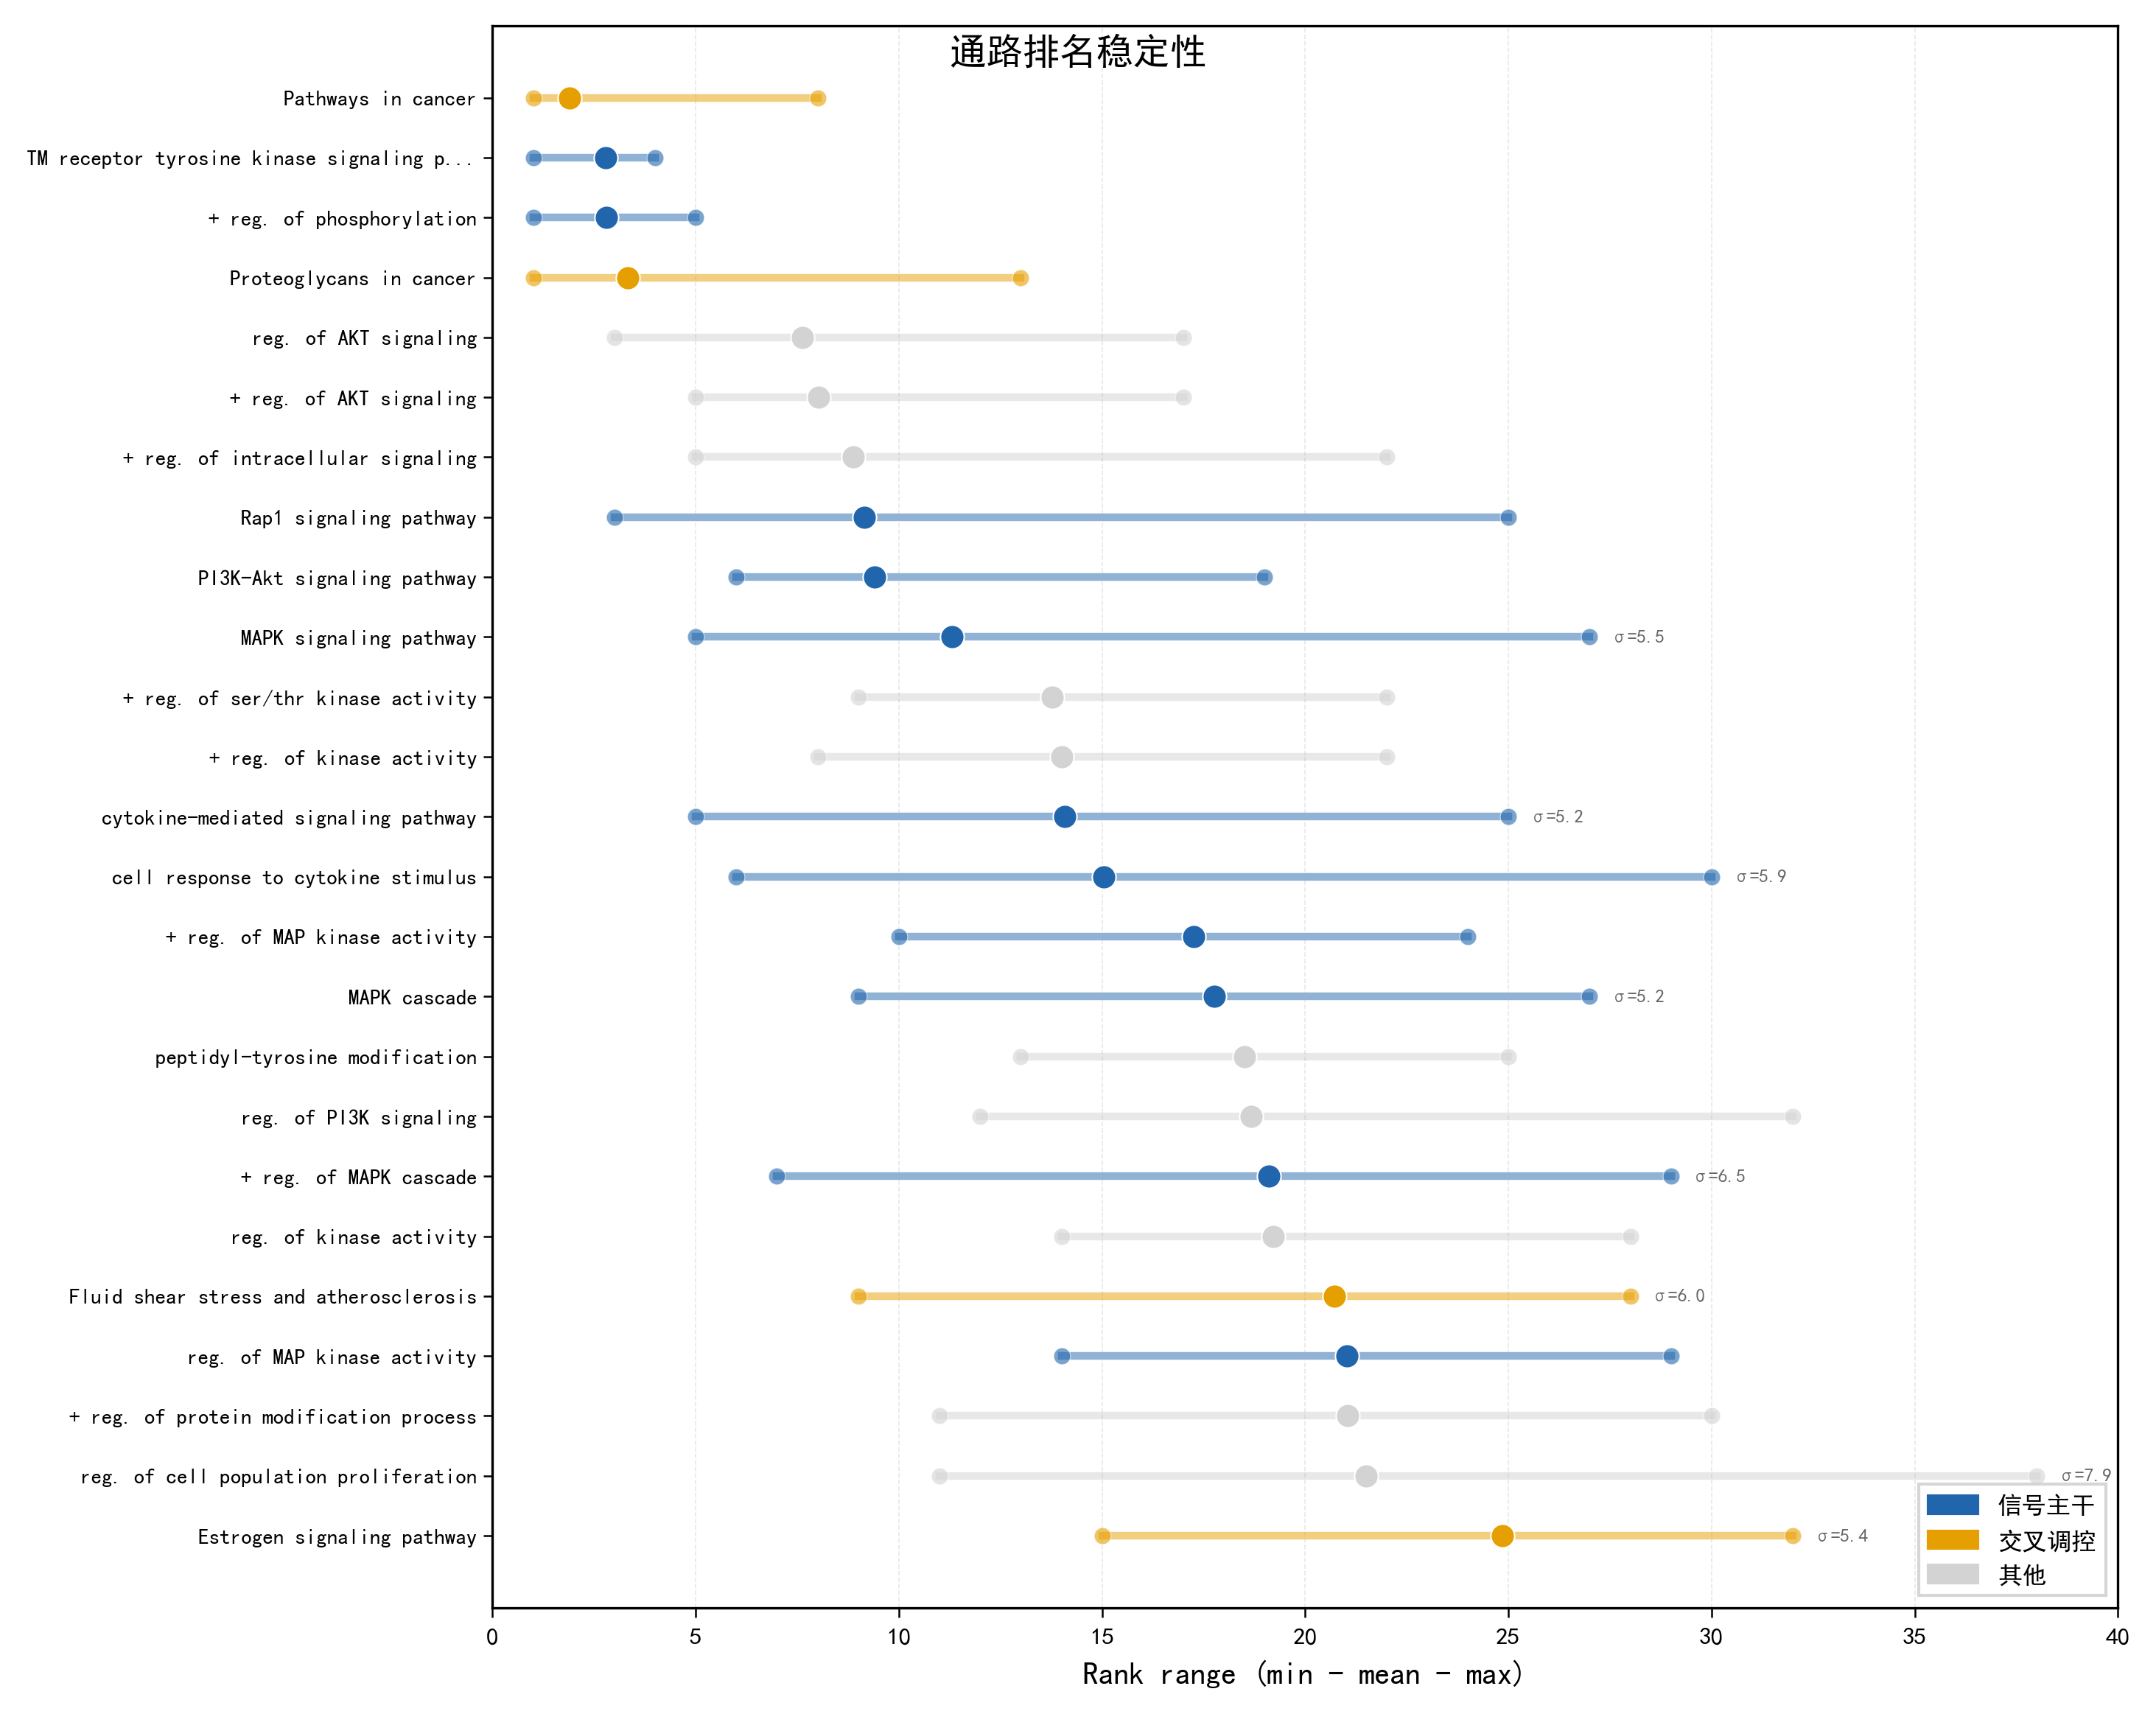 通路排名稳定性
Pathways in cancer
TM receptor tyrosine kinase signaling p...
+ reg. of phosphorylation
Proteoglycans in cancer
reg. of AKT signaling
+ reg. of AKT signaling
+ reg. of intracellular signaling
Rap1 signaling pathway
PI3K-Akt signaling pathway
MAPK signaling pathway σ=5.5
+ reg. of ser/thr kinase activity
+ reg. of kinase activity
cytokine-mediated signaling pathway σ=5.2
cell response to cytokine stimulus σ=5.9
+ reg. of MAP kinase activity
MAPK cascade σ=5.2
peptidyl-tyrosine modification
reg. of PI3K signaling
+ reg. of MAPK cascade σ=6.5
reg. of kinase activity
Fluid shear stress and atherosclerosis σ=6.0
reg. of MAP kinase activity
+ reg. of protein modification process
reg. of cell population proliferation σ=7.9
Estrogen signaling pathway σ=5.4
信号主干
交叉调控
其他
0 5 10 15 20 25 30 35 40
Rank range (min - mean - max)